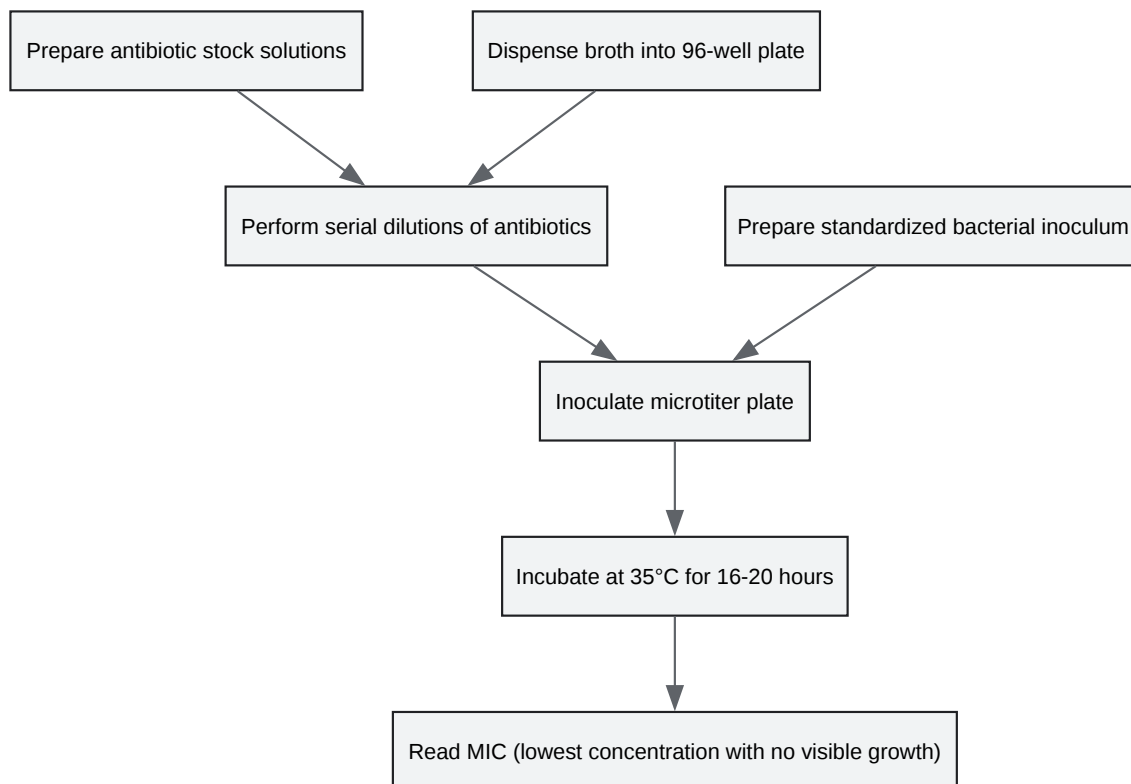 Prepare antibiotic stock solutions
Dispense broth into 96-well plate
Perform serial dilutions of antibiotics
Prepare standardized bacterial inoculum
Inoculate microtiter plate
Incubate at 35°C for 16-20 hours
Read MIC (lowest concentration with no visible growth)